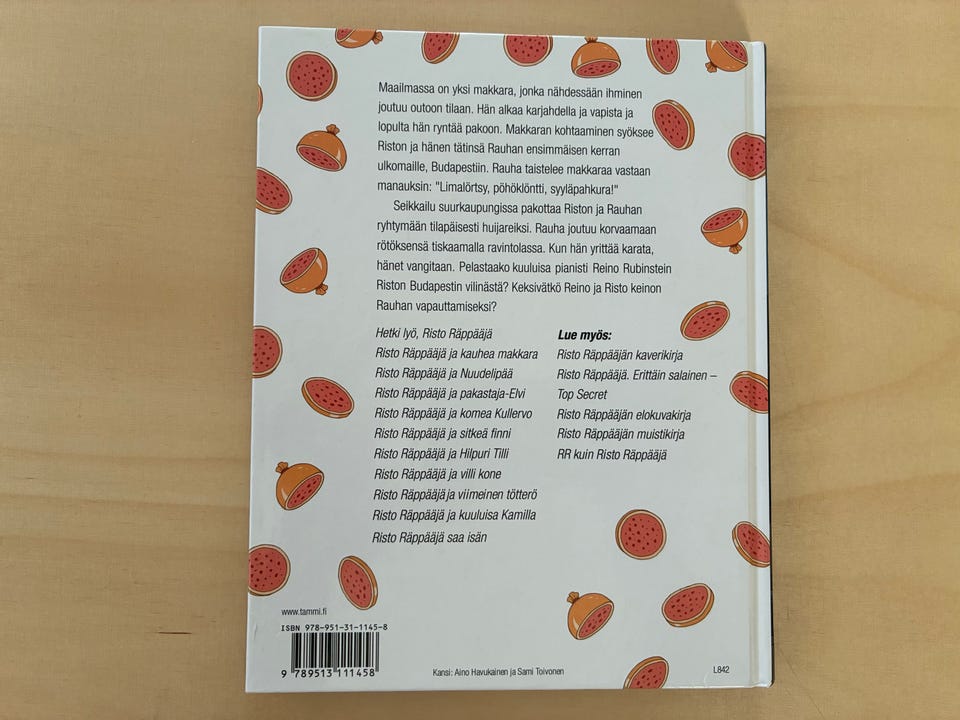 Maailmassa on yksi makkara, jonka nähdessään ihminen
joutuu outoon tilaan. Hän alkaa karjahdella ja vapista ja
lopulta hän ryntää pakoon. Makkaran kohtaaminen syöksee
Riston ja hänen tätinsä Rauhan ensimmäisen kerran
ulkomaille, Budapestiin. Rauha taistelee makkaraa vastaan
manauksin: "Limalörtsy, pöhöklöntti, syyläpahkura!"
Seikkailu suurkaupungissa pakottaa Riston ja Rauhan
ryhtymään tilapäisesti huijareiksi. Rauha joutuu korvaamaan
rötöksensä tiskaamalla ravintolassa. Kun hän yrittää karata,
hänet vangitaan. Pelastaako kuuluisa pianisti Reino Rubinstein
Riston Budapestin vilinästä? Keksivätkö Reino ja Risto keinon
Rauhan vapauttamiseksi?
Hetki lyö, Risto Räppääjä
Risto Räppääjä ja kauhea makkara
Risto Räppääjä ja Nuudelipää
Risto Räppääjä ja pakastaja-Elvi
Risto Räppääjä ja komea Kullervo
Risto Räppääjä ja sitkeä finni
Risto Räppääjä ja Hilpuri Tilli
Risto Räppääjä ja villi kone
Risto Räppääjä ja viimeinen tötterö
Risto Räppääjä ja kuuluisa Kamilla
Risto Räppääjä saa isän
Lue myös:
Risto Räppääjän kaverikirja
Risto Räppääjä. Erittäin salainen –
Top Secret
Risto Räppääjän elokuvakirja
Risto Räppääjän muistikirja
RR kuin Risto Räppääjä
www.tammi.fi
ISBN 978-951-31-1145-8
9 789513 111458
Kansi: Aino Havukainen ja Sami Toivonen
L842